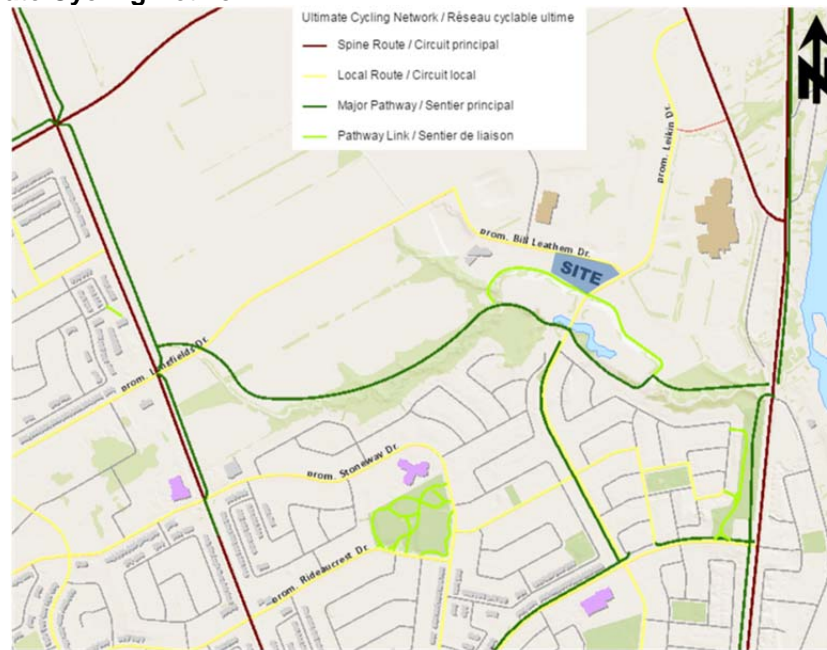 Ultimate Cycling Network / Réseau cyclable ultime
Spine Route / Circuit principal
Local Route / Circuit local
Major Pathway / Sentier principal
Pathway Link / Sentier de liaison
N
prom. Leikin Dr.
prom. Bill Leathem Dr.
SITE
prom. Longfields Dr.
prom. Stoneway Dr.
prom. Rideaucrest Dr.